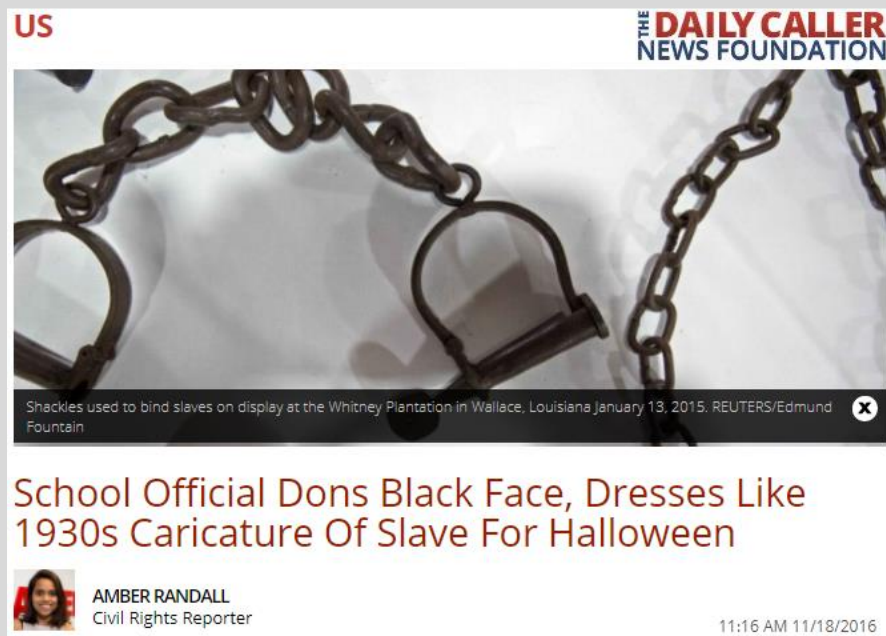 US
THE DAILY CALLER
NEWS FOUNDATION
Shackles used to bind slaves on display at the Whitney Plantation in Wallace, Louisiana January 13, 2015. REUTERS/Edmund
Fountain
X
School Official Dons Black Face, Dresses Like
1930s Caricature Of Slave For Halloween
AMBER RANDALL
Civil Rights Reporter
11:16 AM 11/18/2016